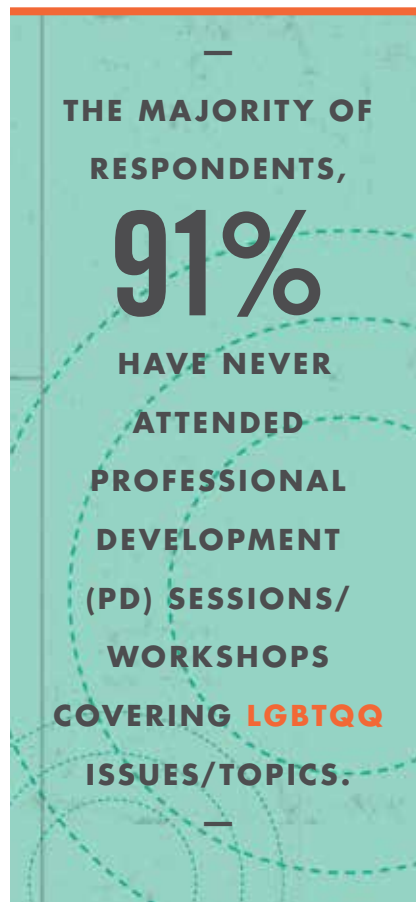 —
THE MAJORITY OF
RESPONDENTS,
91%
HAVE NEVER
ATTENDED
PROFESSIONAL
DEVELOPMENT
(PD) SESSIONS/
WORKSHOPS
COVERING LGBTQQ
ISSUES/TOPICS.
—